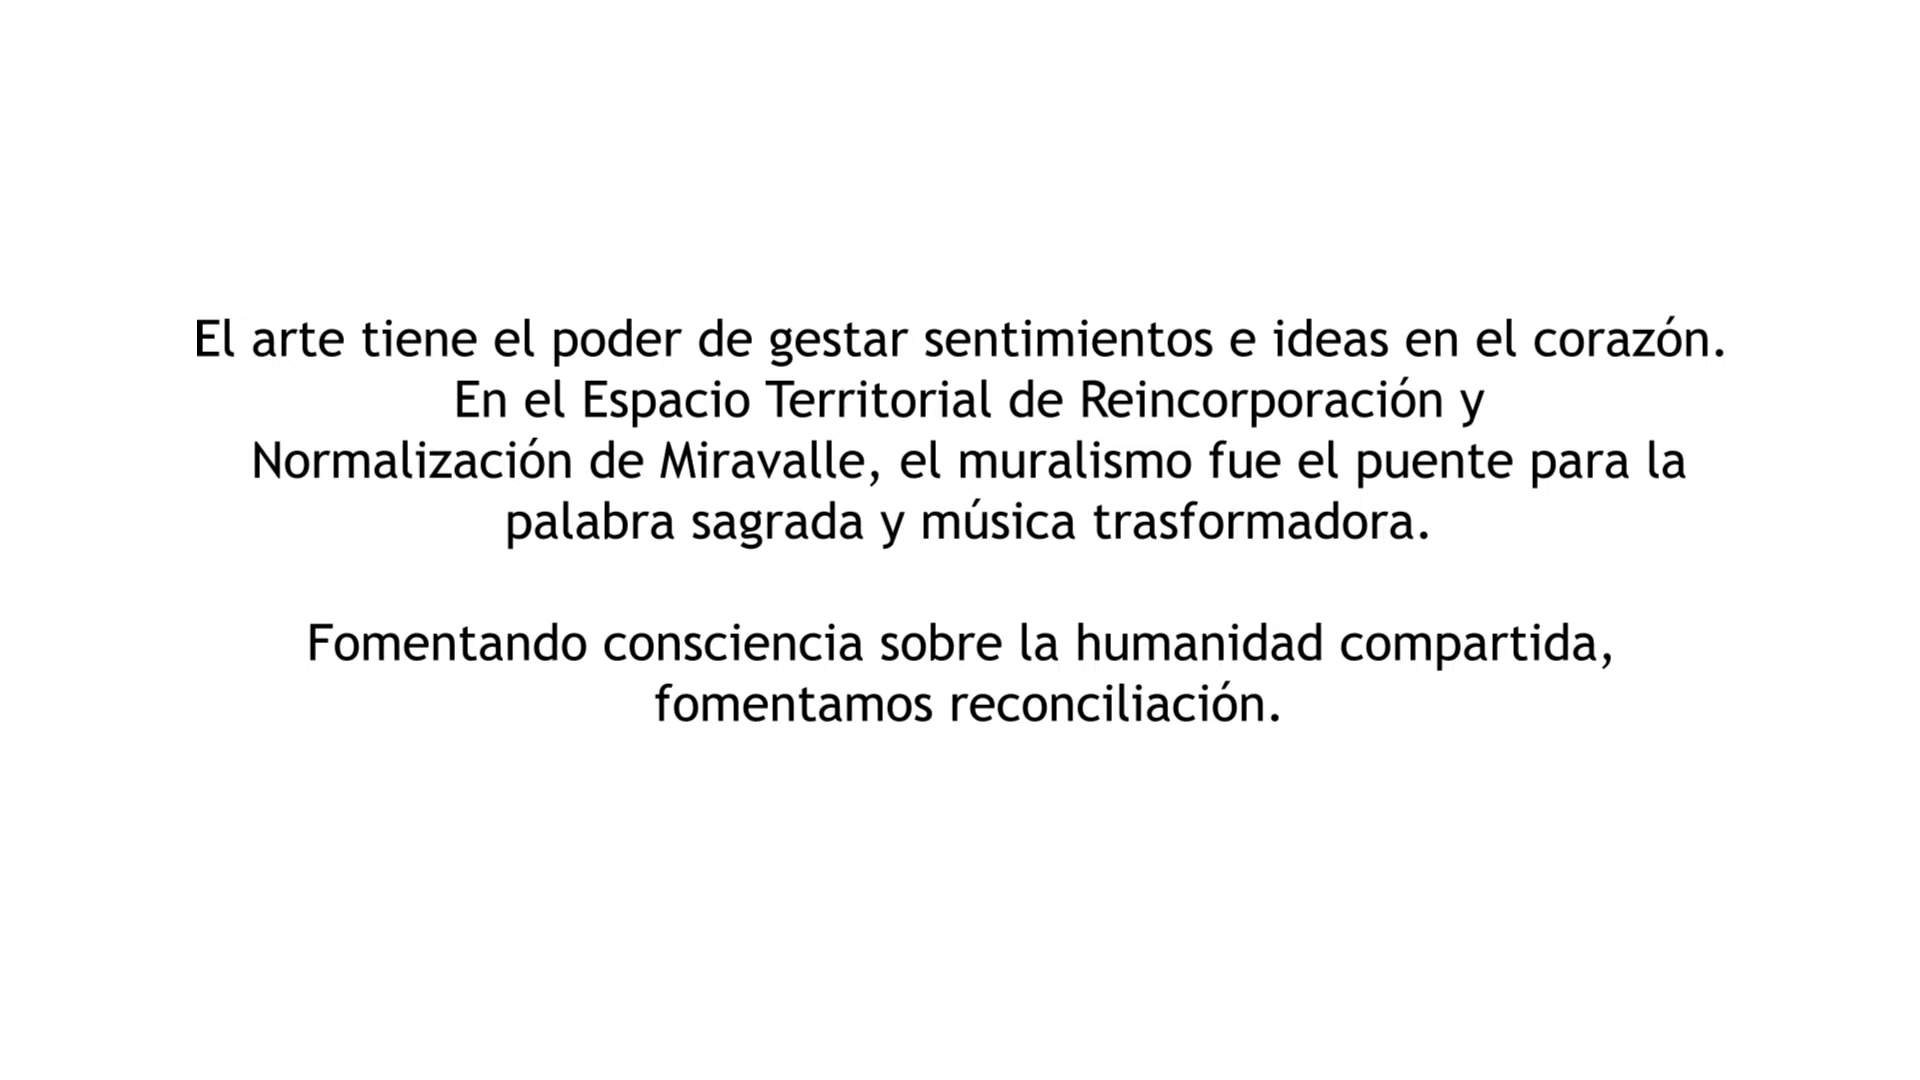 El arte tiene el poder de gestar sentimientos e ideas en el corazón.
En el Espacio Territorial de Reincorporación y
Normalización de Miravalle, el muralismo fue el puente para la
palabra sagrada y música trasformadora.
Fomentando consciencia sobre la humanidad compartida,
fomentamos reconciliación.